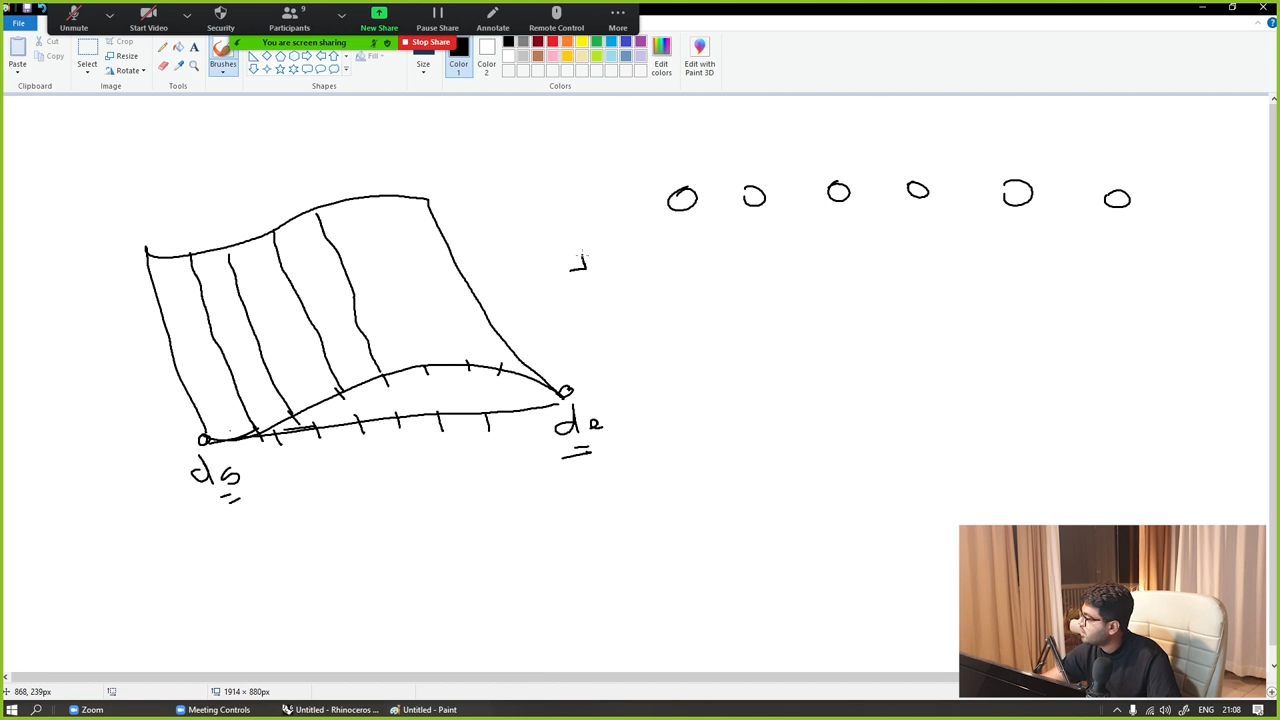 9
Unmute Start Video Security Participants New Share Pause Share Annotate Remote Control More
File
You are screen sharing Stop Share
Paste Cut Copy Select Crop Resize Rotate Brushes Fill Size Color 1 Color 2 Edit colors Edit with Paint 3D
A
Clipboard Image Tools Shapes Colors
ds
de
868, 239px 1914 × 880px
Zoom Meeting Controls Untitled - Rhinoceros ... Untitled - Paint ENG 21:08